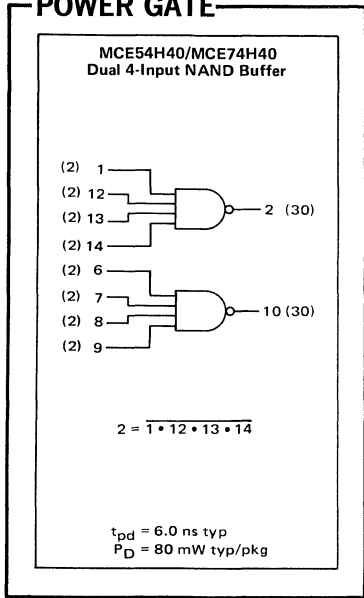 POWER GATE
MCE54H40/MCE74H40
Dual 4-Input NAND Buffer
(2) 1
(2) 12
(2) 13
(2) 14
2 (30)
(2) 6
(2) 7
(2) 8
(2) 9
10 (30)
2 = 1 • 12 • 13 • 14
tpd = 6.0 ns typ
PD = 80 mW typ/pkg